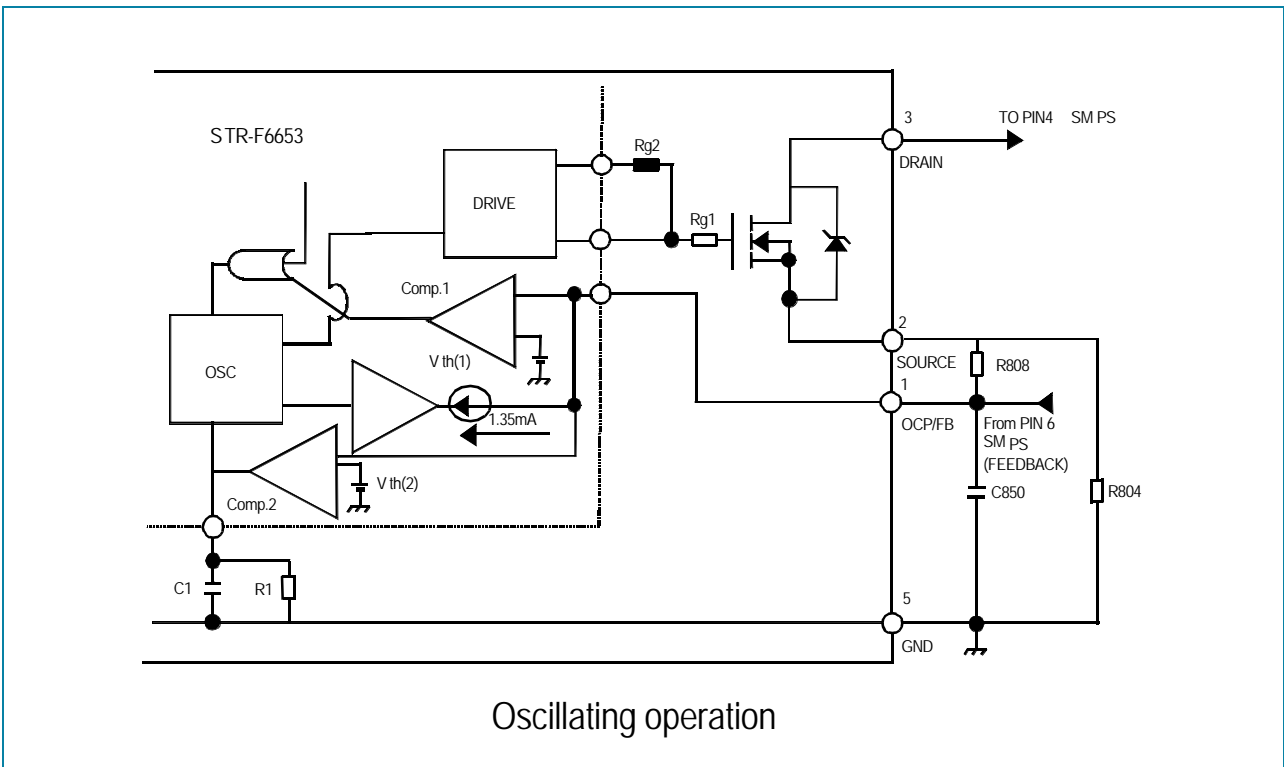 STR-F6653
3
TO PIN4 SMPS
DRAIN
Rg2
DRIVE
Rg1
Comp.1
Vth(1)
OSC
1.35mA
2
SOURCE
R808
1
OCP/FB
From PIN 6
SMPS
(FEEDBACK)
Vth(2)
C850
R804
Comp.2
C1
R1
5
GND
Oscillating operation